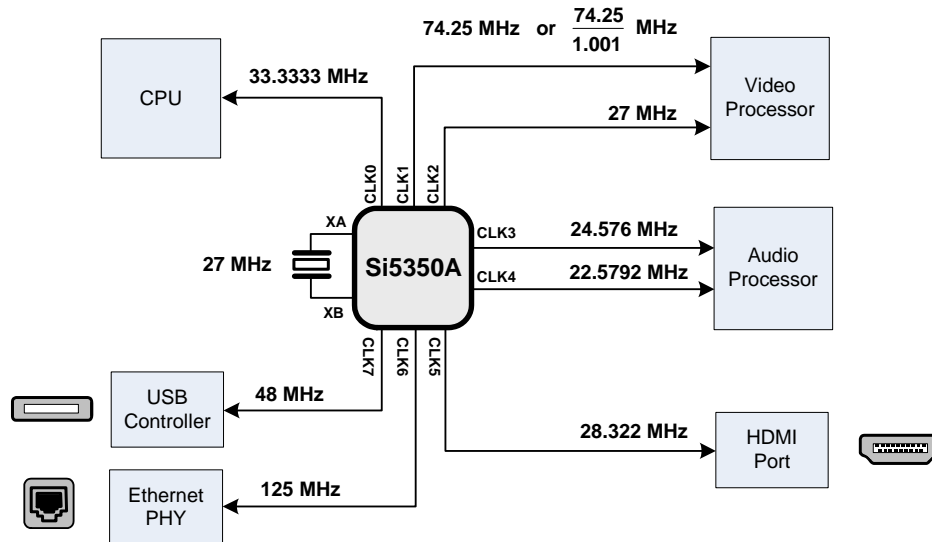 74.25 MHz or 74.25 MHz
1.001
33.3333 MHz
CPU
Video
Processor
27 MHz
CLK0
CLK1
CLK2
XA
CLK3
24.576 MHz
27 MHz
Si5350A
Audio
Processor
CLK4
22.5792 MHz
XB
CLK7
CLK6
CLK5
USB
Controller
48 MHz
28.322 MHz
HDMI
Port
Ethernet
PHY
125 MHz